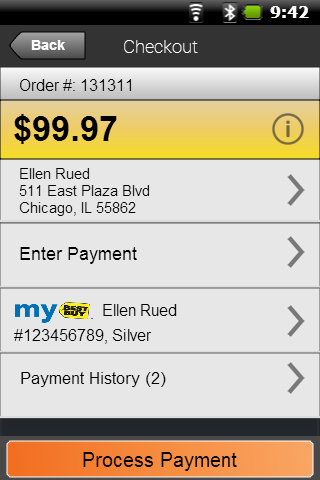 9:42
Back
Checkout
Order #: 131311
$99.97
i
Ellen Rued
511 East Plaza Blvd
Chicago, IL 55862
Enter Payment
my BEST BUY. Ellen Rued
#123456789, Silver
Payment History (2)
Process Payment